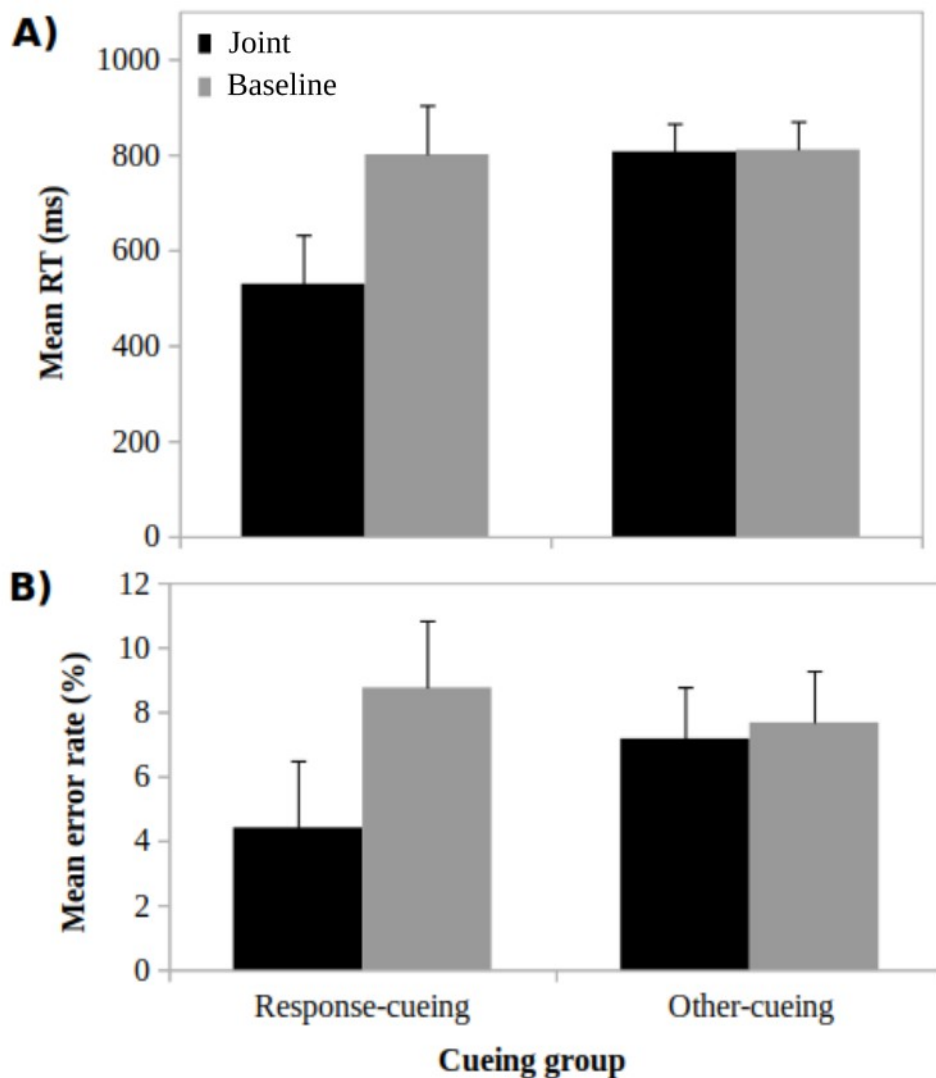 A)
Joint
Baseline
Mean RT (ms)
1000
800
600
400
200
0
B)
Mean error rate (%)
12
10
8
6
4
2
0
Response-cueing Other-cueing
Cueing group